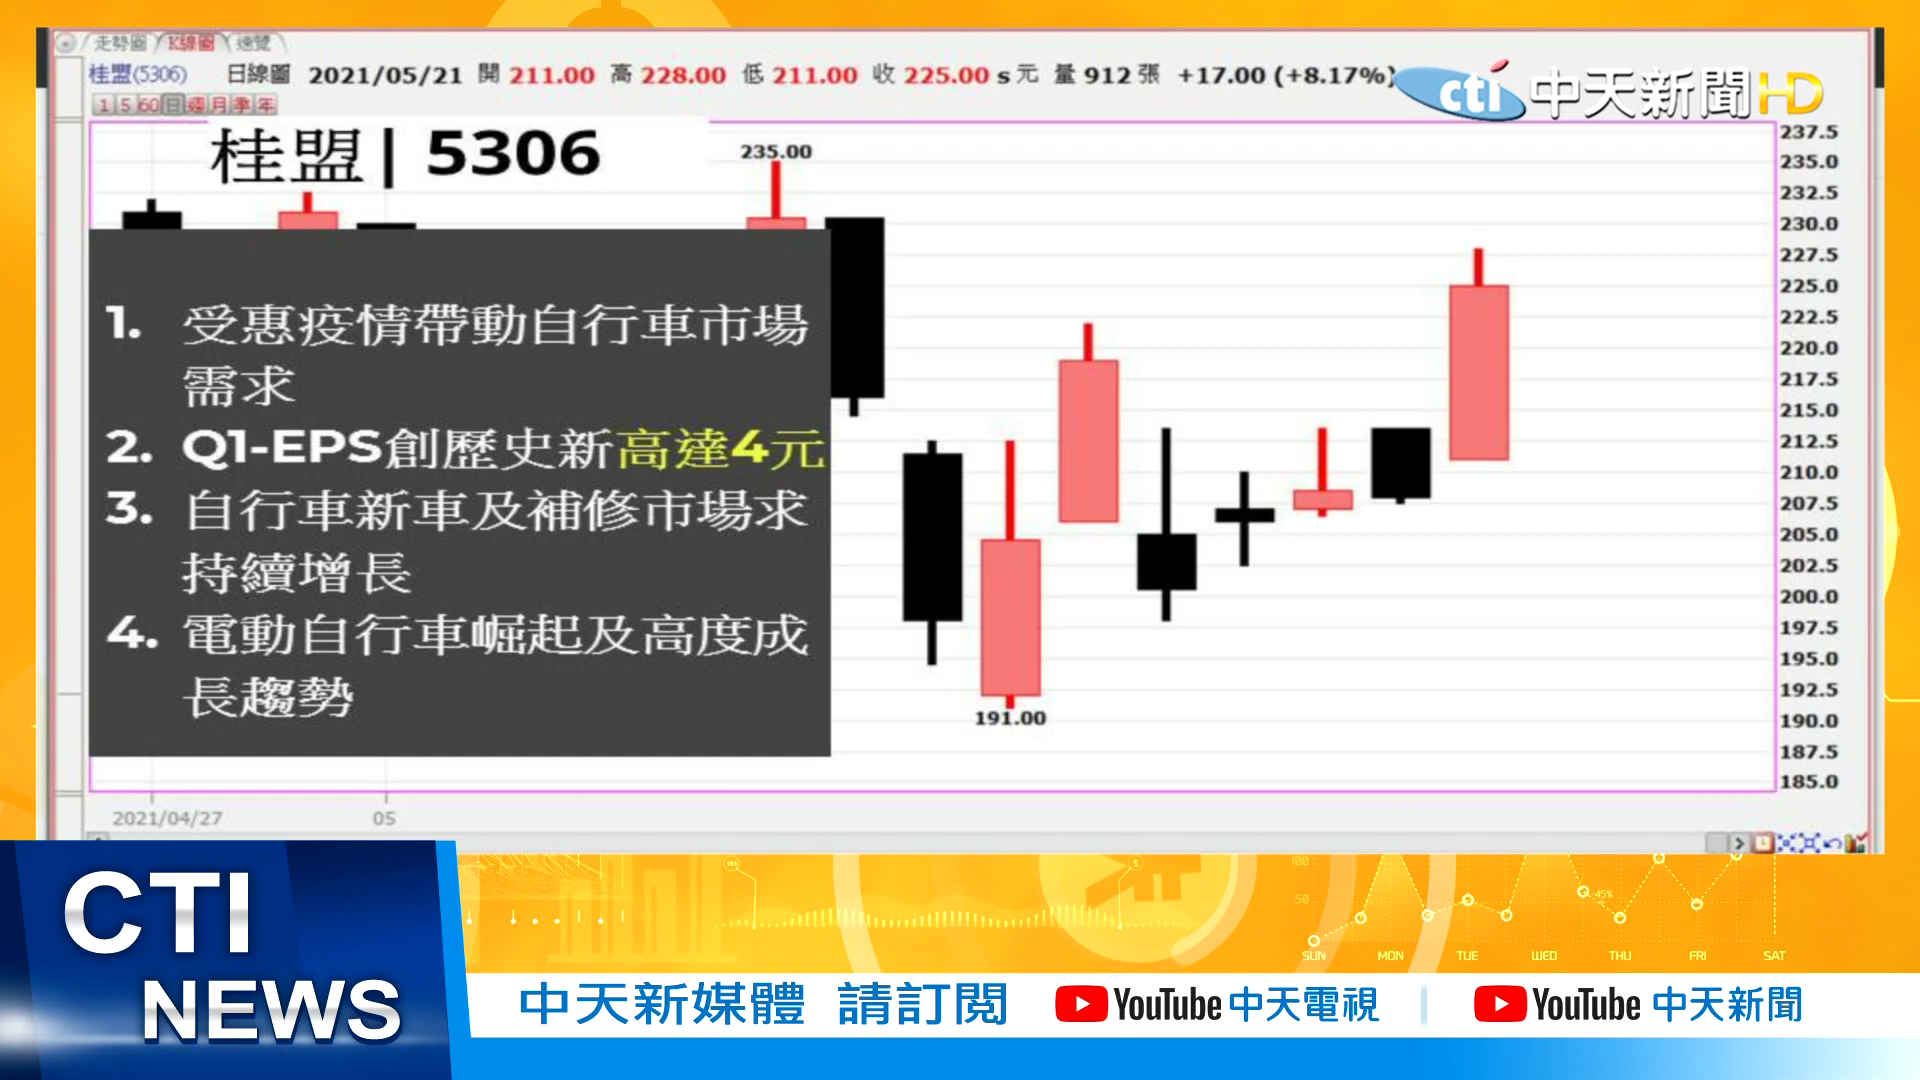 走勢圖 K線圖 速覽
桂盟(5306) 日線圖 2021/05/21 開 211.00 高 228.00 低 211.00 收 225.00 s元 量 912 張 +17.00 (+8.17%)
1 5 60 日 週 月 季 年
cti 中天新聞HD
桂盟 | 5306
235.00
1. 受惠疫情帶動自行車市場
需求
2. Q1-EPS創歷史新高達4元
3. 自行車新車及補修市場求
持續增長
4. 電動自行車崛起及高度成
長趨勢
191.00
237.5
235.0
232.5
230.0
227.5
225.0
222.5
220.0
217.5
215.0
212.5
210.0
207.5
205.0
202.5
200.0
197.5
195.0
192.5
190.0
187.5
185.0
2021/04/27 05
100
50
45%
SUN MON TUE WED THU FRI SAT
CTI
NEWS
中天新媒體 請訂閱 YouTube 中天電視 | YouTube 中天新聞